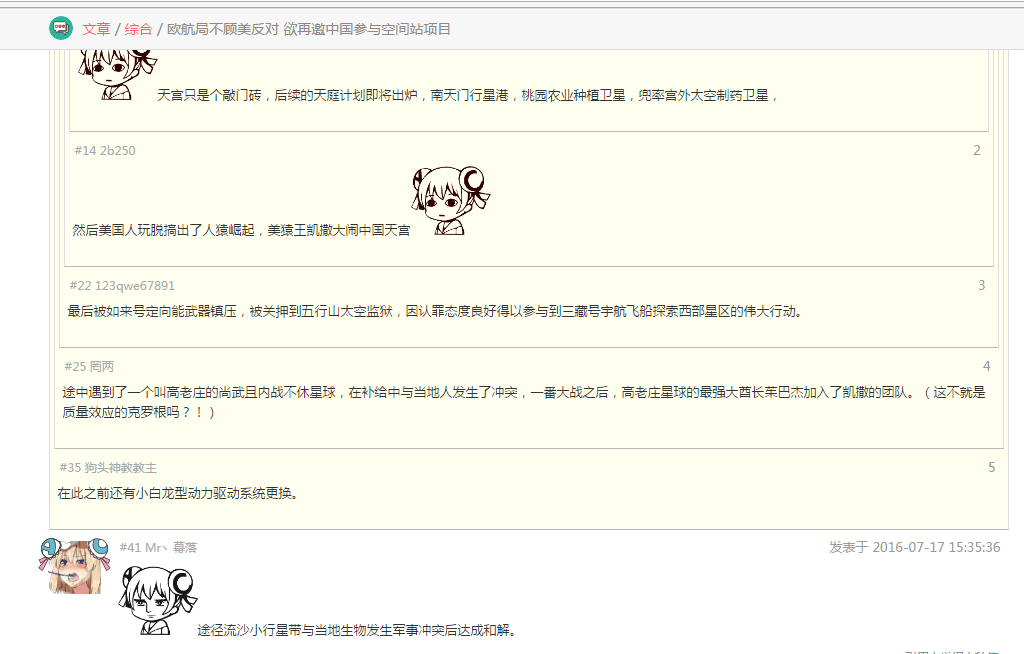 文章 / 综合 / 欧航局不顾美反对 欲再邀中国参与空间站项目
天宫只是个敲门砖，后续的天庭计划即将出炉，南天门行星港，桃园农业种植卫星，兜率宫外太空制药卫星，
#14 2b250 2
然后美国人玩脱搞出了人猿崛起，美猿王凯撒大闹中国天宫
#22 123qwe67891 3
最后被如来号定向能武器镇压，被关押到五行山太空监狱，因认罪态度良好得以参与到三藏号宇航飞船探索西部星区的伟大行动。
#25 罔两 4
途中遇到了一个叫高老庄的尚武且内战不休星球，在补给中与当地人发生了冲突，一番大战之后，高老庄星球的最强大酋长茱巴杰加入了凯撒的团队。（这不就是
质量效应的克罗根吗？！）
#35 狗头神教教主 5
在此之前还有小白龙型动力驱动系统更换。
#41 Mr丶幕落 发表于 2016-07-17 15:35:36
途径流沙小行星带与当地生物发生军事冲突后达成和解。